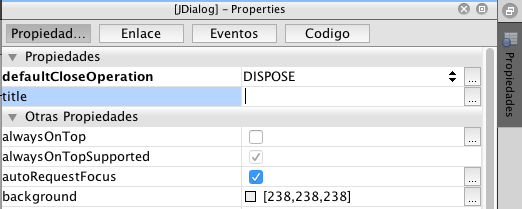 [JDialog] - Properties
Propiedad... Enlace Eventos Codigo
Propiedades
defaultCloseOperation DISPOSE ...
title ...
Otras Propiedades
alwaysOnTop ...
alwaysOnTopSupported
autoRequestFocus ...
background [238,238,238] ...
Propiedades